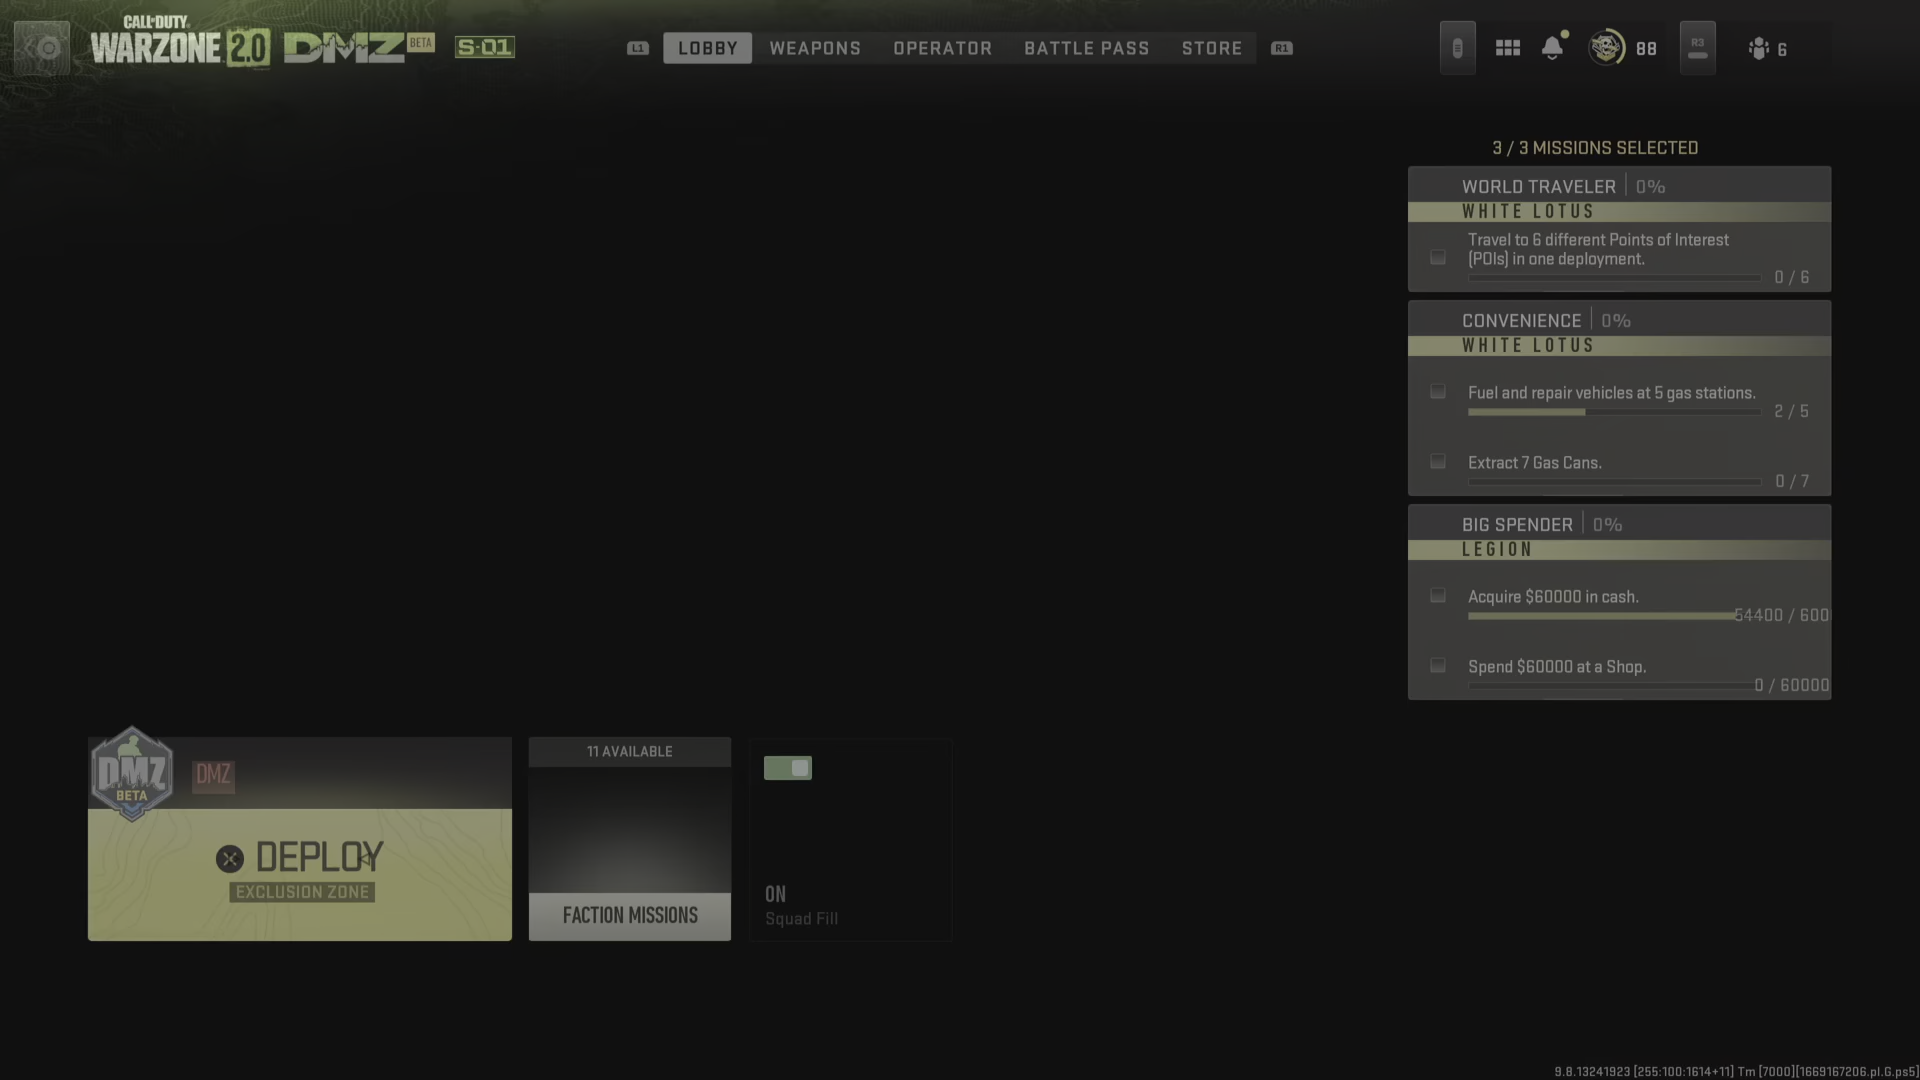 CALL OF DUTY
WARZONE 2.0 DMZ BETA S-01
L1 LOBBY WEAPONS OPERATOR BATTLE PASS STORE R1
88
R3
6
3 / 3 MISSIONS SELECTED
WORLD TRAVELER 0%
WHITE LOTUS
Travel to 6 different Points of Interest
(POIs) in one deployment.
0 / 6
CONVENIENCE 0%
WHITE LOTUS
Fuel and repair vehicles at 5 gas stations.
2 / 5
Extract 7 Gas Cans.
0 / 7
BIG SPENDER 0%
LEGION
Acquire $60000 in cash.
54400 / 600
Spend $60000 at a Shop.
0 / 60000
DMZ
BETA
DMZ
DEPLOY
EXCLUSION ZONE
11 AVAILABLE
FACTION MISSIONS
ON
Squad Fill
9.8.13241923 [255:100:1614+11] Tm [7000][1669167206.pl.G.ps5]